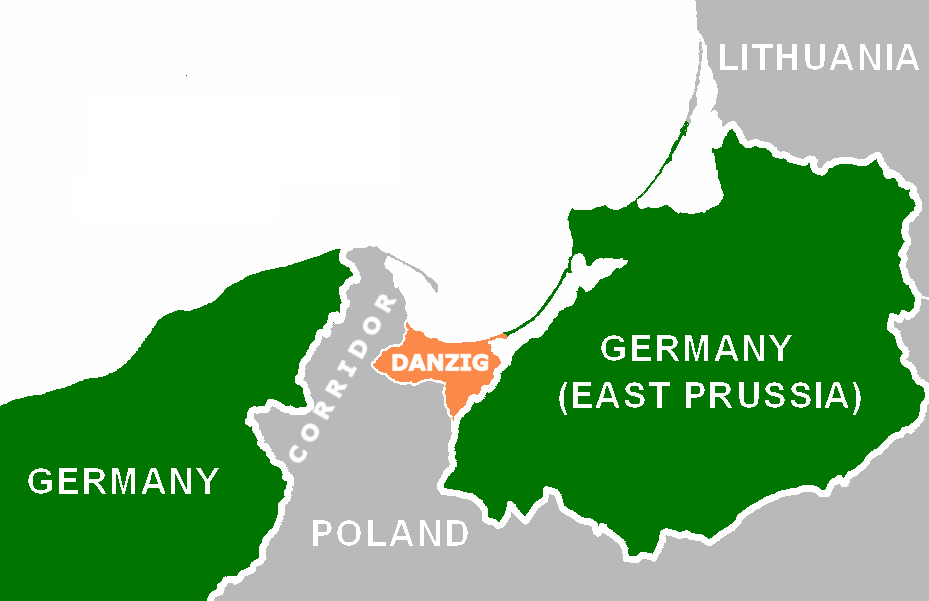 LITHUANIA
CORRIDOR
DANZIG
GERMANY
(EAST PRUSSIA)
GERMANY
POLAND